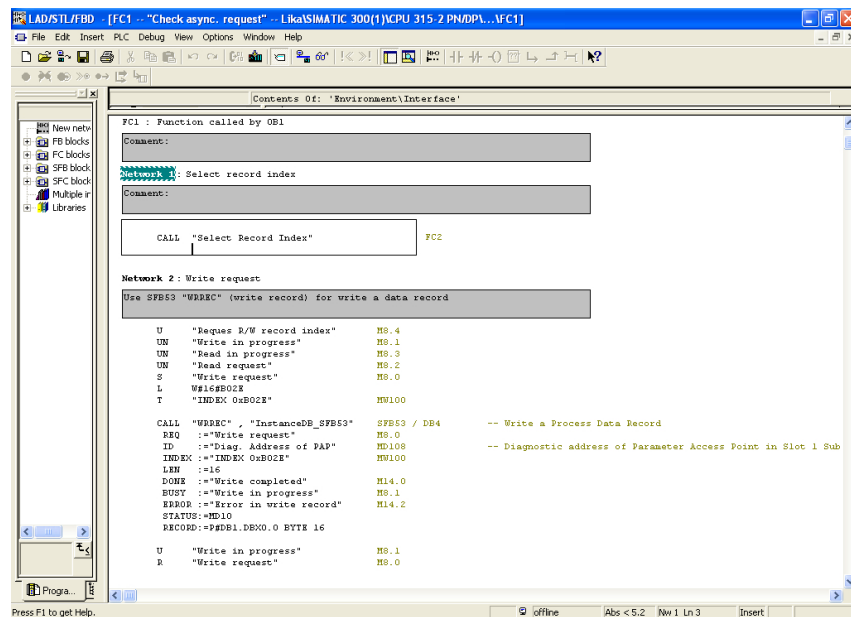 LAD/STL/FBD - [FC1 -- "Check async. request" -- Lika\SIMATIC 300(1)\CPU 315-2 PN/DP\...\FC1]
File Edit Insert PLC Debug View Options Window Help
Contents Of: 'Environment\Interface'
New netw
FB blocks
FC blocks
SFB block
SFC block
Multiple ir
Libraries
FC1 : Function called by OB1
Comment:
Network 1: Select record index
Comment:
CALL "Select Record Index" FC2
Network 2 : Write request
Use SFB53 "WRREC" (write record) for write a data record
U "Reques R/W record index" M8.4
UN "Write in progress" M8.1
UN "Read in progress" M8.3
UN "Read request" M8.2
S "Write request" M8.0
L W#16#B02E
T "INDEX 0xB02E" MW100
CALL "WRREC" , "InstanceDB_SFB53" SFB53 / DB4 -- Write a Process Data Record
REQ :="Write request" M8.0
ID :="Diag. Address of PAP" MD108 -- Diagnostic address of Parameter Access Point in Slot 1 Sub
INDEX :="INDEX 0xB02E" MW100
LEN :=16
DONE :="Write completed" M14.0
BUSY :="Write in progress" M8.1
ERROR :="Error in write record" M14.2
STATUS:=MD10
RECORD:=P#DB1.DBX0.0 BYTE 16
U "Write in progress" M8.1
R "Write request" M8.0
Progra...
Press F1 to get Help.
offline Abs < 5.2 Nw 1 Ln 3 Insert